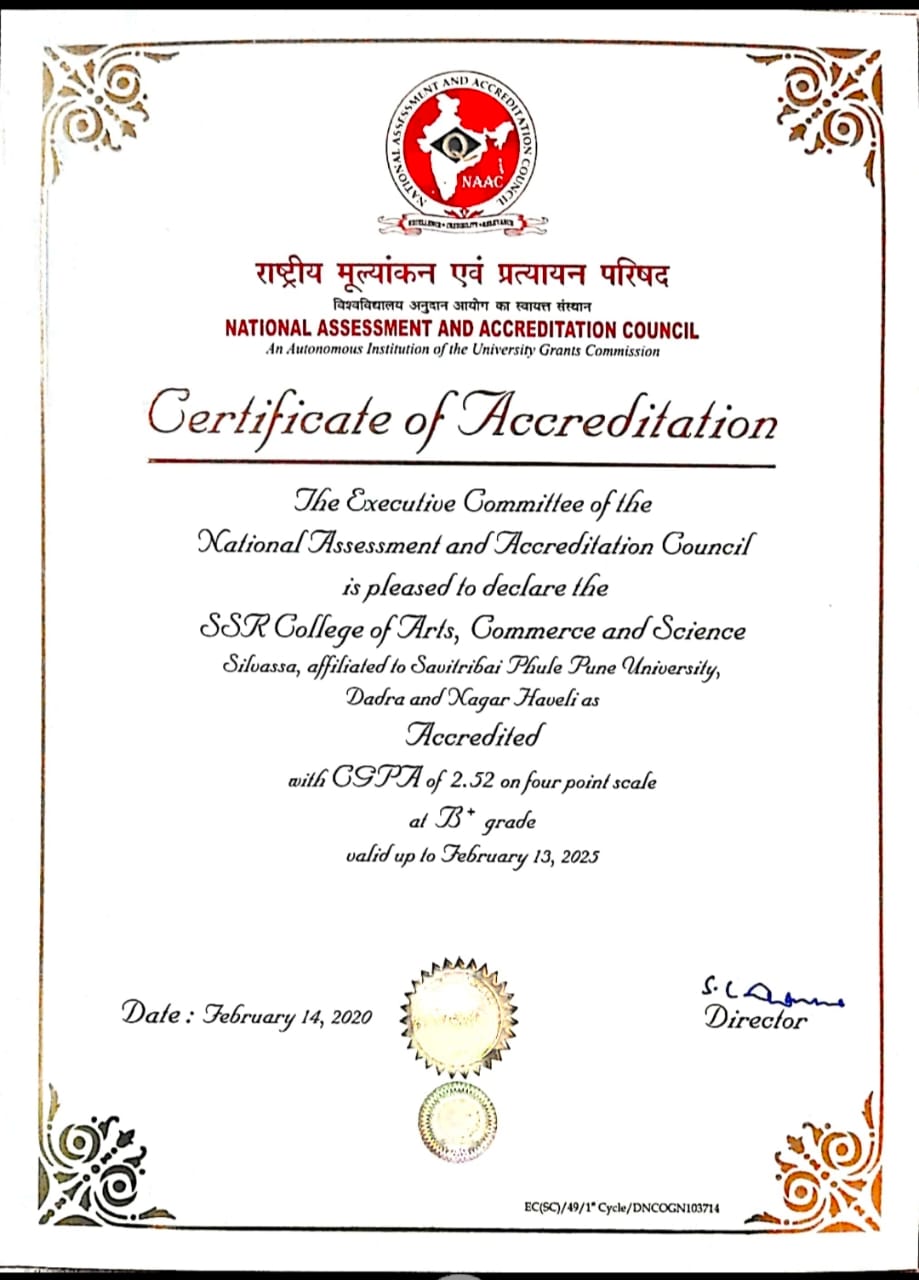 NATIONAL ASSESSMENT AND ACCREDITATION COUNCIL
Q
NAAC
EXCELLENCE • CREDIBILITY • RELEVANCE
राष्ट्रीय मूल्यांकन एवं प्रत्यायन परिषद
विश्वविद्यालय अनुदान आयोग का स्वायत्त संस्थान
NATIONAL ASSESSMENT AND ACCREDITATION COUNCIL
An Autonomous Institution of the University Grants Commission
Certificate of Accreditation
The Executive Committee of the
National Assessment and Accreditation Council
is pleased to declare the
SSR College of Arts, Commerce and Science
Silvassa, affiliated to Savitribai Phule Pune University,
Dadra and Nagar Haveli as
Accredited
with CGPA of 2.52 on four point scale
at B⁺ grade
valid up to February 13, 2025
Date : February 14, 2020
Director
EC(SC)/49/1ˢᵗ Cycle/DNCOGN103714